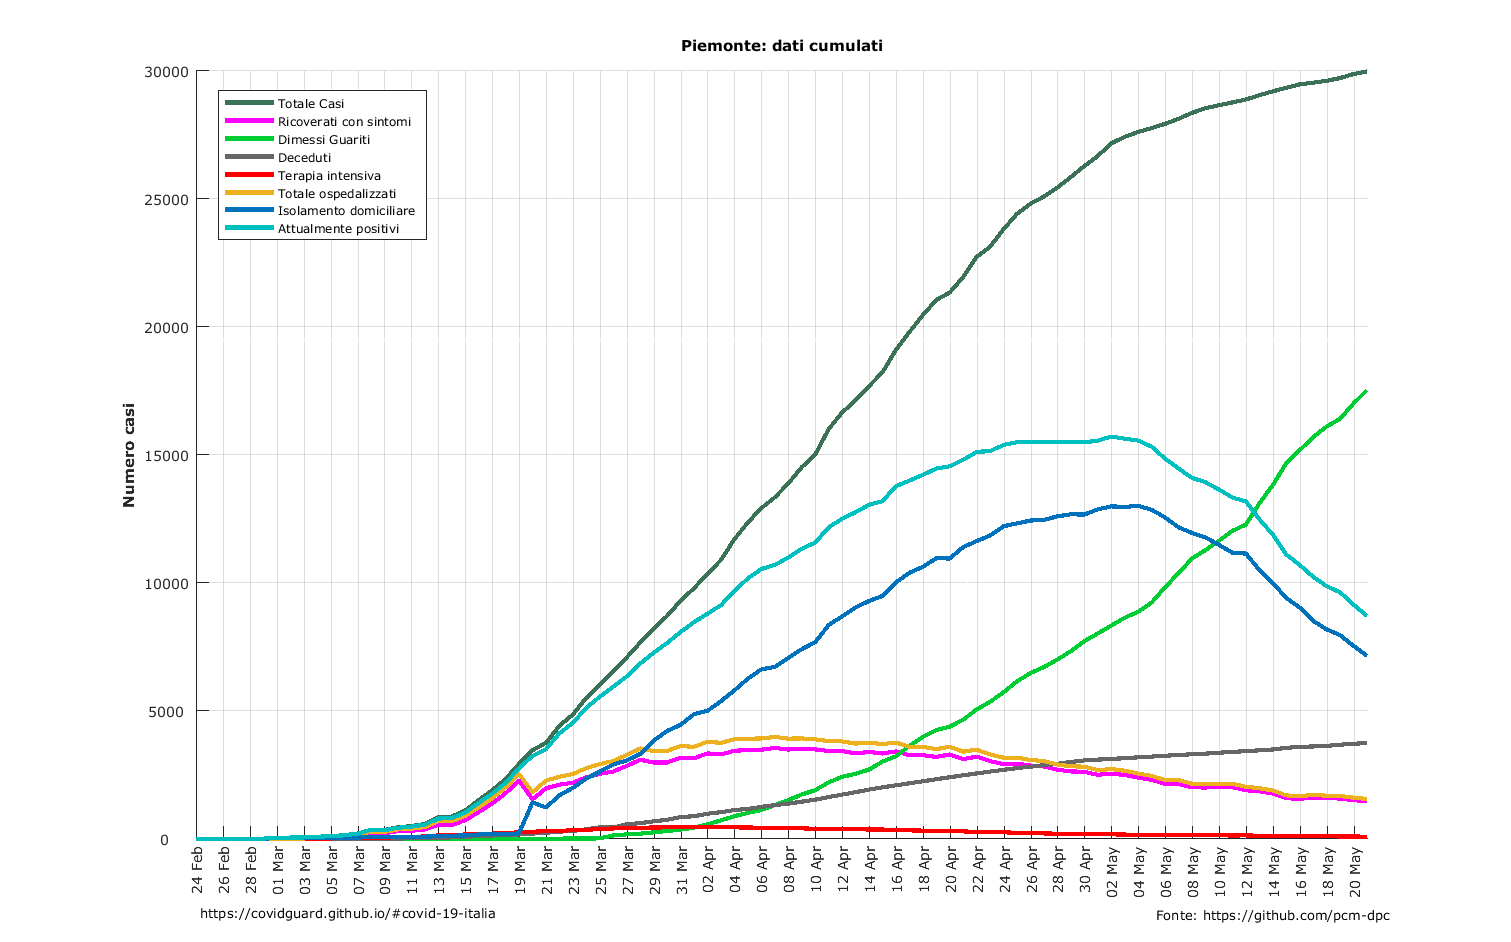 Piemonte: dati cumulati
30000
25000
20000
15000
10000
5000
0
Numero casi
Totale Casi
Ricoverati con sintomi
Dimessi Guariti
Deceduti
Terapia intensiva
Totale ospedalizzati
Isolamento domiciliare
Attualmente positivi
24 Feb
26 Feb
28 Feb
01 Mar
03 Mar
05 Mar
07 Mar
09 Mar
11 Mar
13 Mar
15 Mar
17 Mar
19 Mar
21 Mar
23 Mar
25 Mar
27 Mar
29 Mar
31 Mar
02 Apr
04 Apr
06 Apr
08 Apr
10 Apr
12 Apr
14 Apr
16 Apr
18 Apr
20 Apr
22 Apr
24 Apr
26 Apr
28 Apr
30 Apr
02 May
04 May
06 May
08 May
10 May
12 May
14 May
16 May
18 May
20 May
https://covidguard.github.io/#covid-19-italia
Fonte: https://github.com/pcm-dpc